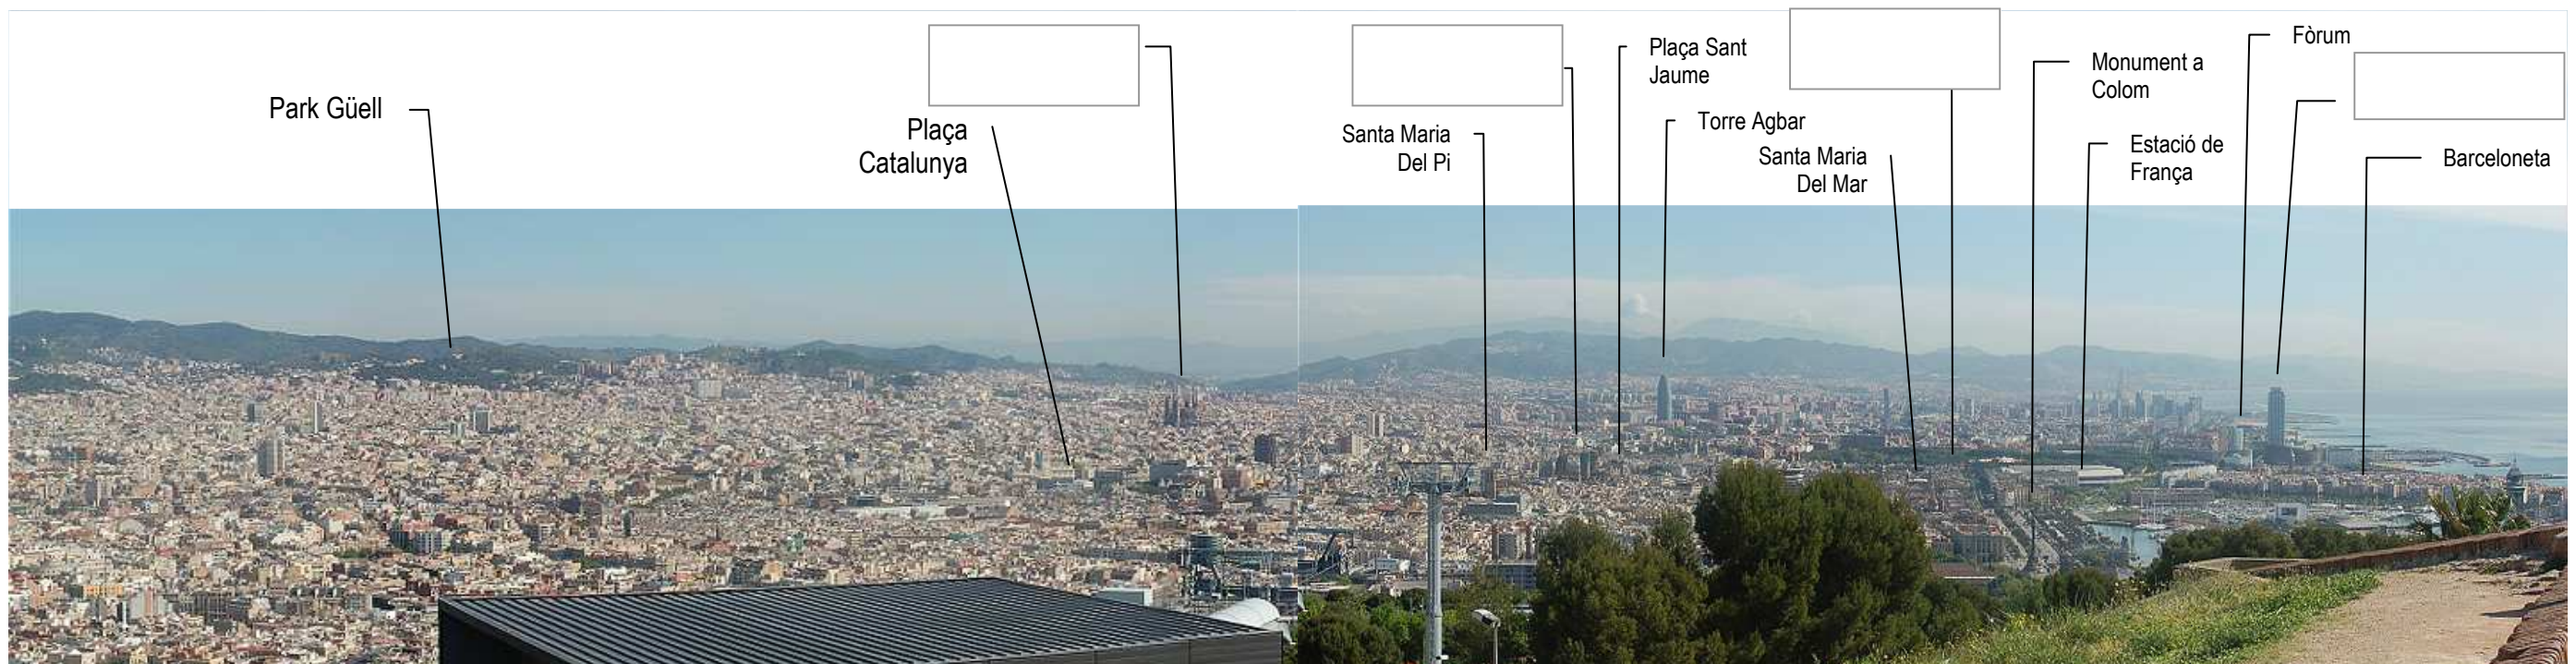 Park Güell
Plaça
Catalunya
Santa Maria
Del Pi
Plaça Sant
Jaume
Torre Agbar
Santa Maria
Del Mar
Monument a
Colom
Estació de
França
Fòrum
Barceloneta